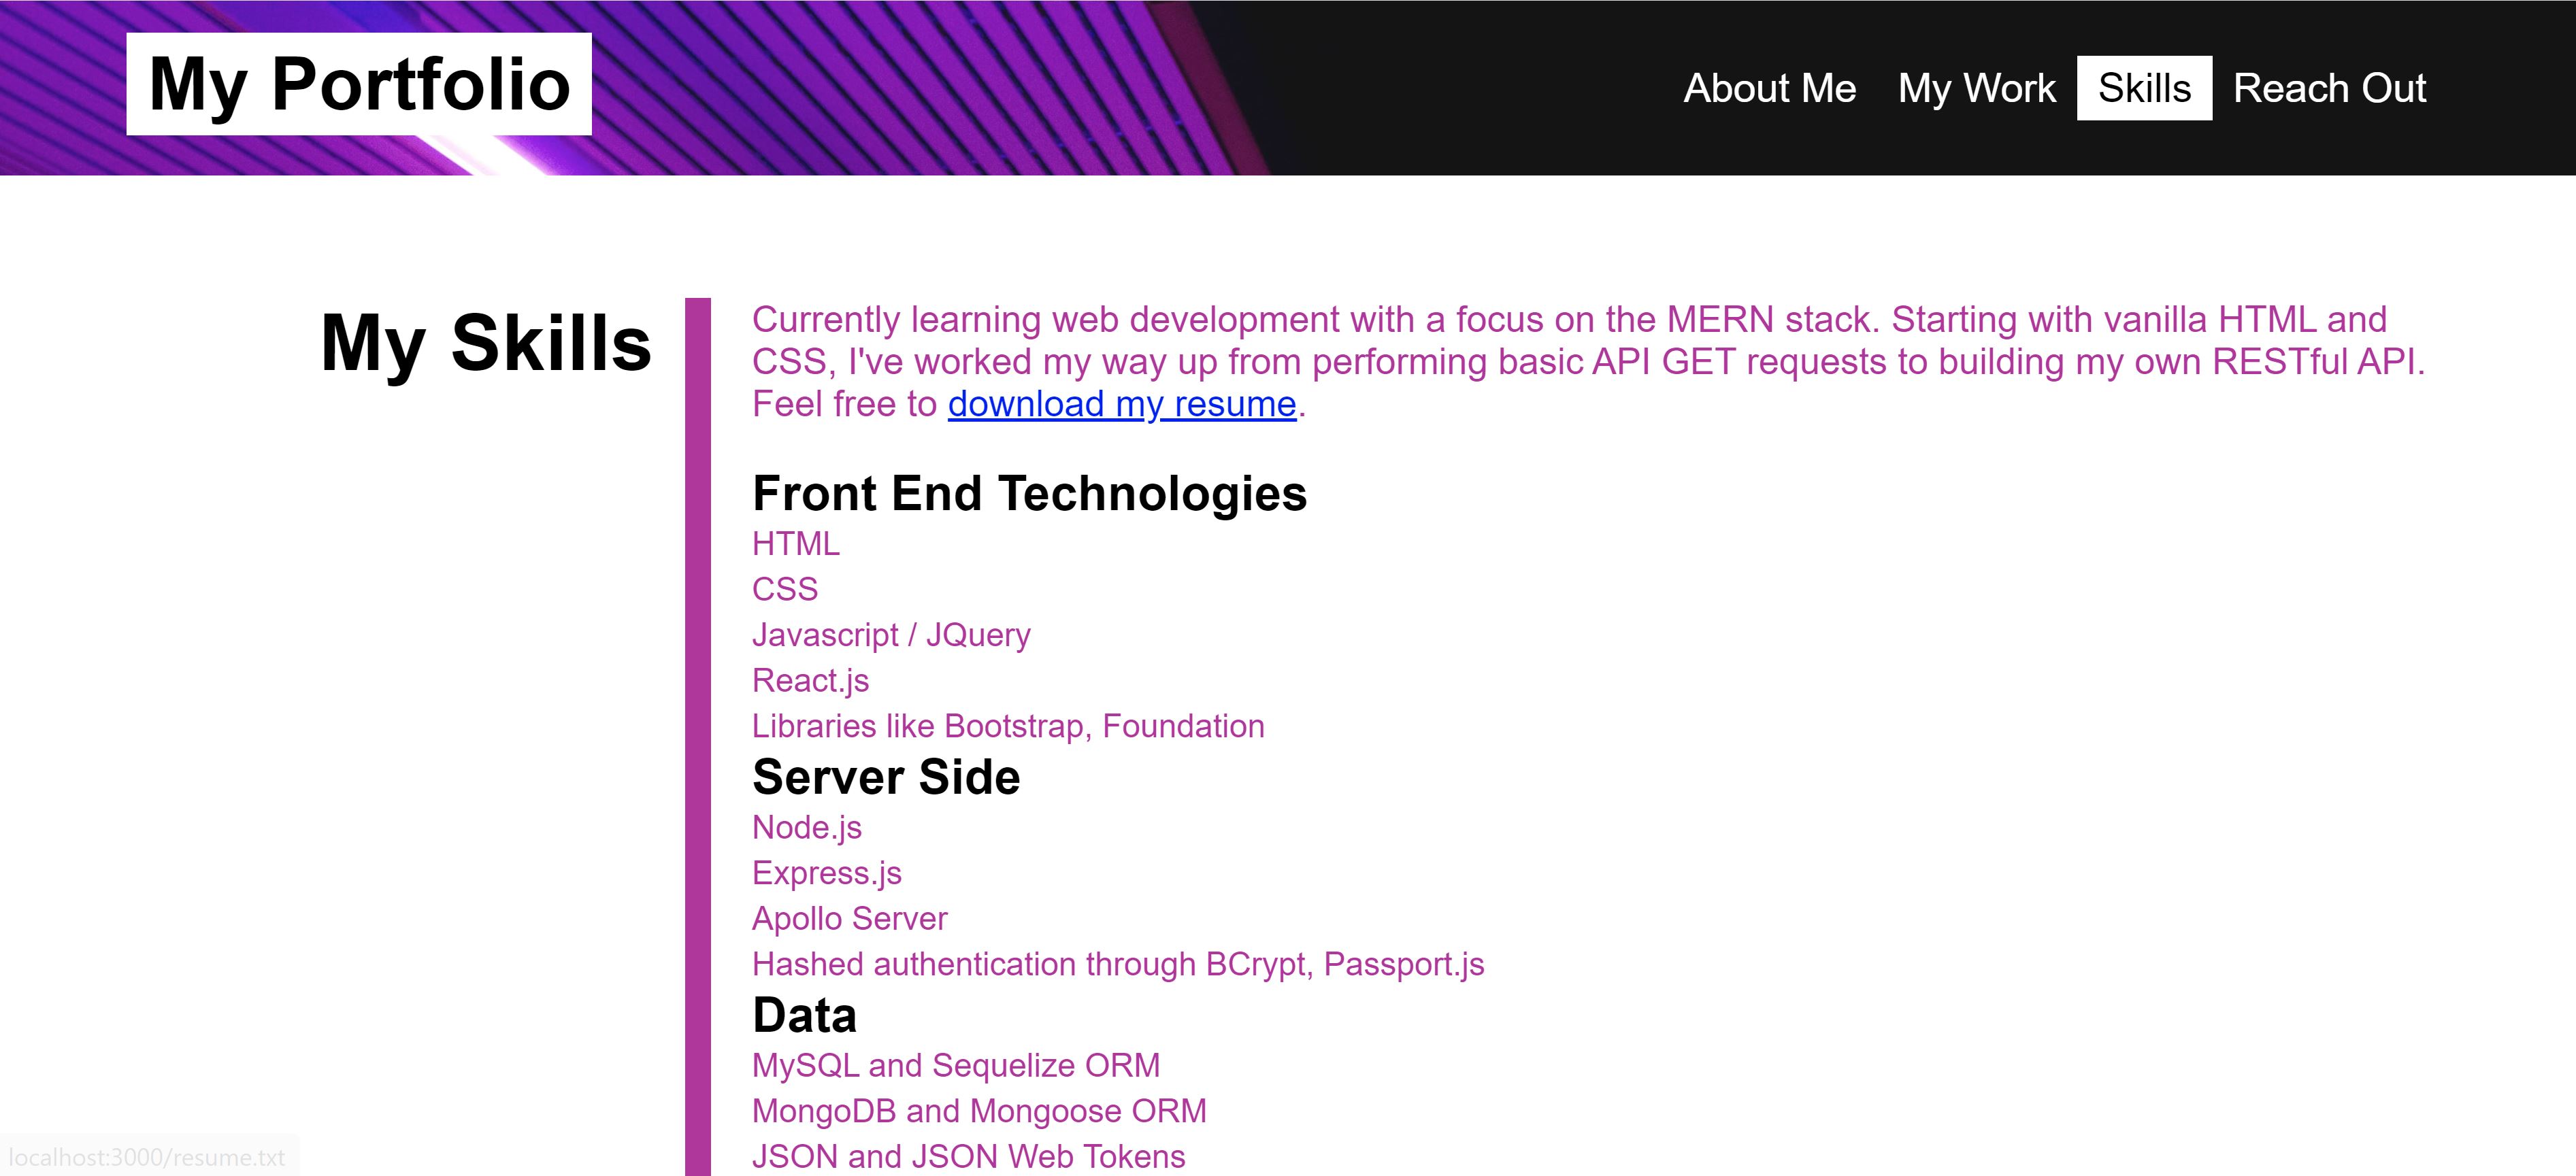 My Portfolio
About Me My Work Skills Reach Out
My Skills
Currently learning web development with a focus on the MERN stack. Starting with vanilla HTML and
CSS, I've worked my way up from performing basic API GET requests to building my own RESTful API.
Feel free to download my resume.
Front End Technologies
HTML
CSS
Javascript / JQuery
React.js
Libraries like Bootstrap, Foundation
Server Side
Node.js
Express.js
Apollo Server
Hashed authentication through BCrypt, Passport.js
Data
MySQL and Sequelize ORM
MongoDB and Mongoose ORM
JSON and JSON Web Tokens
localhost:3000/resume.txt